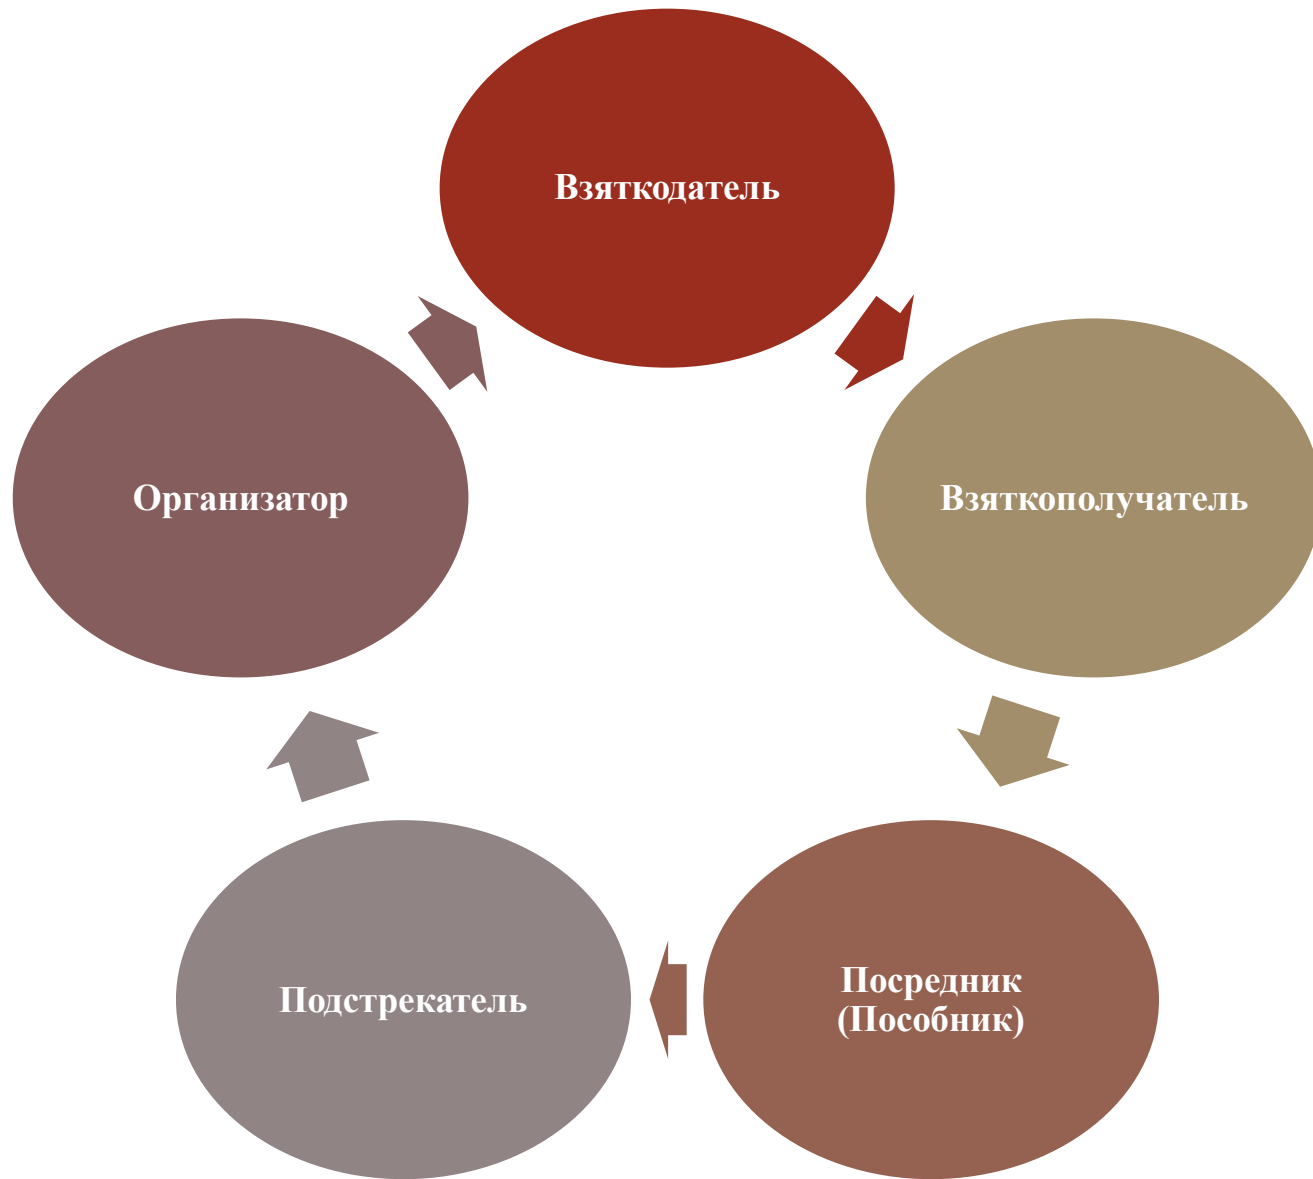 Взяткодатель
Организатор
Взяткополучатель
Подстрекатель
Посредник
(Пособник)